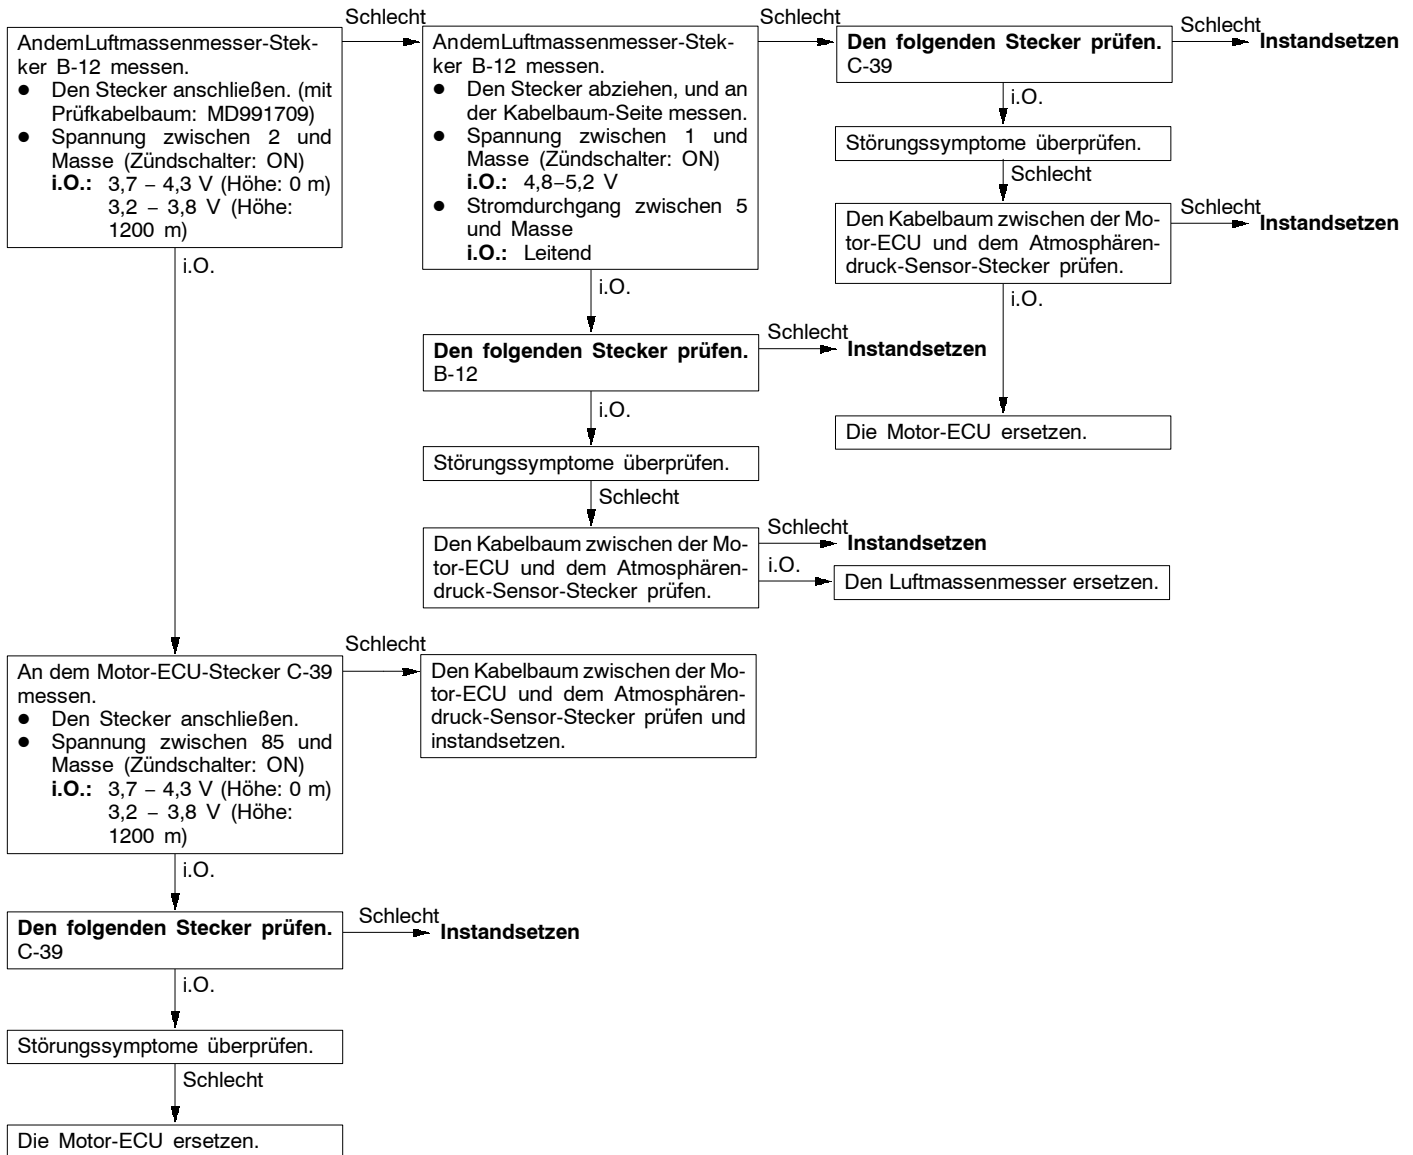 AndemLuftmassenmesser-Stek-
ker B-12 messen.
● Den Stecker anschließen. (mit
Prüfkabelbaum: MD991709)
● Spannung zwischen 2 und
Masse (Zündschalter: ON)
i.O.: 3,7 – 4,3 V (Höhe: 0 m)
3,2 – 3,8 V (Höhe:
1200 m)
Schlecht
i.O.
AndemLuftmassenmesser-Stek-
ker B-12 messen.
● Den Stecker abziehen, und an
der Kabelbaum-Seite messen.
● Spannung zwischen 1 und
Masse (Zündschalter: ON)
i.O.: 4,8–5,2 V
● Stromdurchgang zwischen 5
und Masse
i.O.: Leitend
Schlecht
i.O.
Den folgenden Stecker prüfen.
C-39
Schlecht
Instandsetzen
i.O.
Störungssymptome überprüfen.
Schlecht
Den Kabelbaum zwischen der Mo-
tor-ECU und dem Atmosphären-
druck-Sensor-Stecker prüfen.
Schlecht
Instandsetzen
i.O.
Die Motor-ECU ersetzen.
Den folgenden Stecker prüfen.
B-12
Schlecht
Instandsetzen
i.O.
Störungssymptome überprüfen.
Schlecht
Den Kabelbaum zwischen der Mo-
tor-ECU und dem Atmosphären-
druck-Sensor-Stecker prüfen.
Schlecht
Instandsetzen
i.O.
Den Luftmassenmesser ersetzen.
An dem Motor-ECU-Stecker C-39
messen.
● Den Stecker anschließen.
● Spannung zwischen 85 und
Masse (Zündschalter: ON)
i.O.: 3,7 – 4,3 V (Höhe: 0 m)
3,2 – 3,8 V (Höhe:
1200 m)
Schlecht
Den Kabelbaum zwischen der Mo-
tor-ECU und dem Atmosphären-
druck-Sensor-Stecker prüfen und
instandsetzen.
i.O.
Den folgenden Stecker prüfen.
C-39
Schlecht
Instandsetzen
i.O.
Störungssymptome überprüfen.
Schlecht
Die Motor-ECU ersetzen.